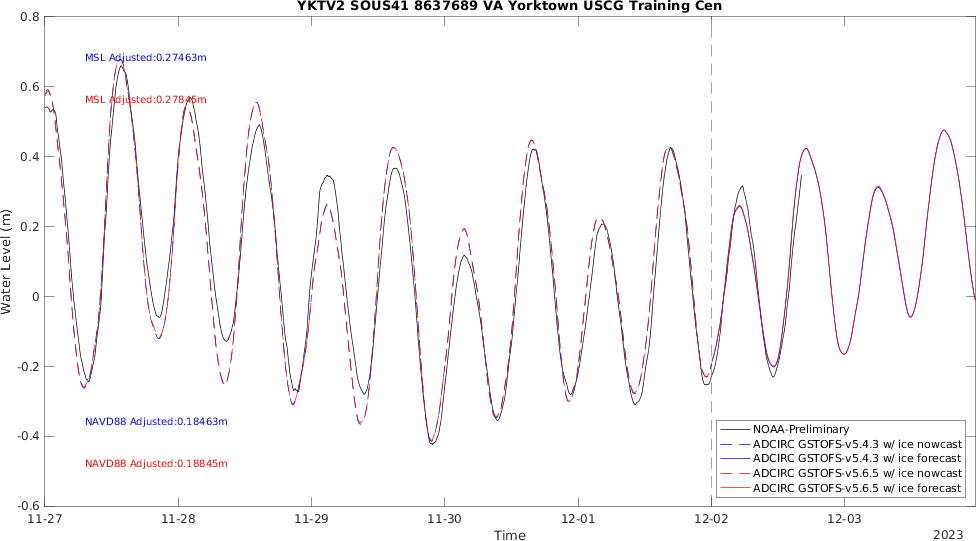 YKTV2 SOUS41 8637689 VA Yorktown USCG Training Cen
0.8
0.6
0.4
0.2
0
-0.2
-0.4
-0.6
Water Level (m)
MSL Adjusted:0.27463m
MSL Adjusted:0.27845m
NAVD88 Adjusted:0.18463m
NAVD88 Adjusted:0.18845m
NOAA-Preliminary
ADCIRC GSTOFS-v5.4.3 w/ ice nowcast
ADCIRC GSTOFS-v5.4.3 w/ ice forecast
ADCIRC GSTOFS-v5.6.5 w/ ice nowcast
ADCIRC GSTOFS-v5.6.5 w/ ice forecast
11-27 11-28 11-29 11-30 12-01 12-02 12-03
Time
2023